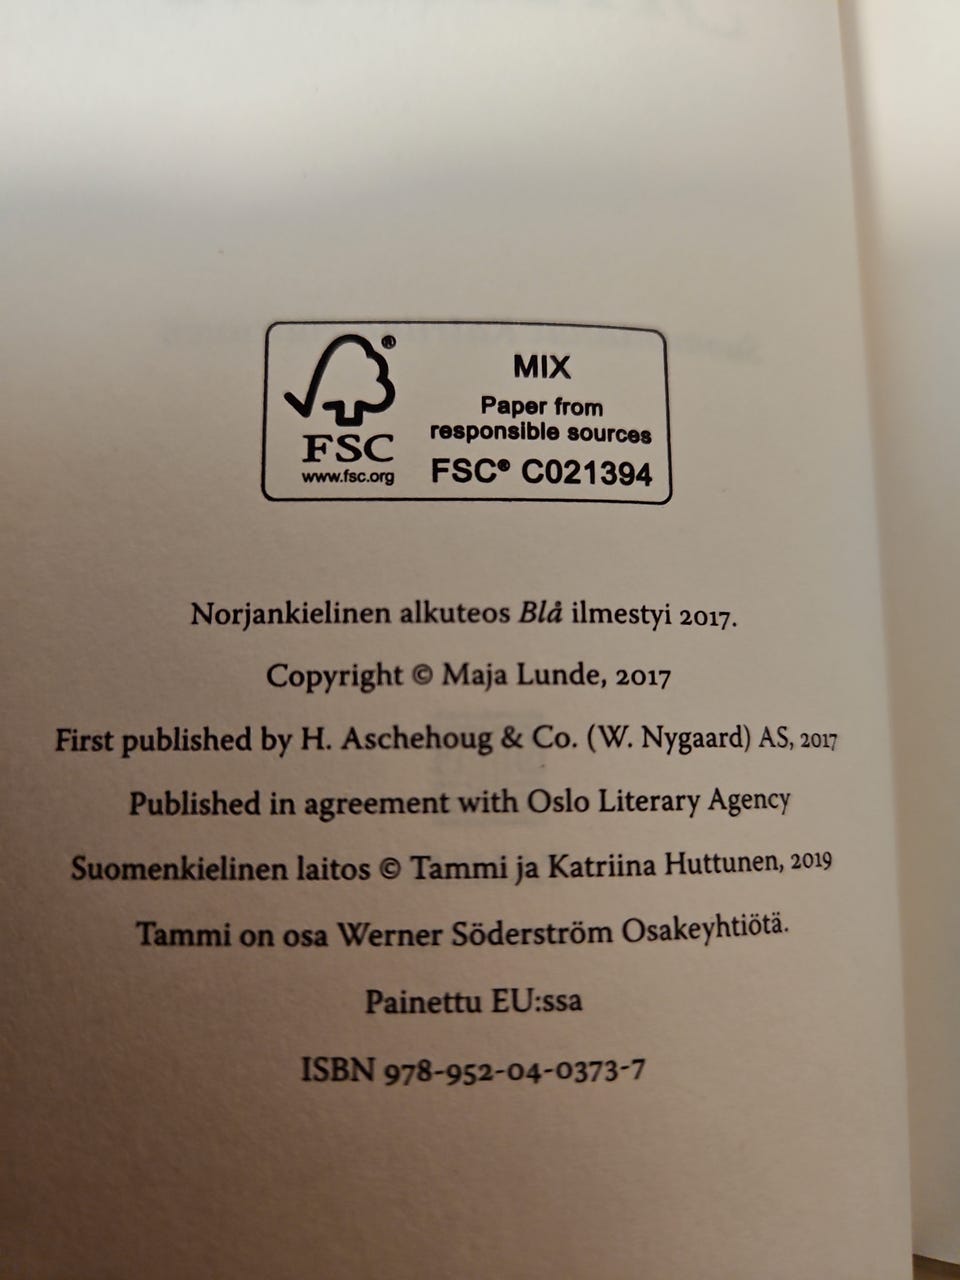 MIX
Paper from
responsible sources
FSC® C021394
®
FSC
www.fsc.org
Norjankielinen alkuteos Blå ilmestyi 2017.
Copyright © Maja Lunde, 2017
First published by H. Aschehoug & Co. (W. Nygaard) AS, 2017
Published in agreement with Oslo Literary Agency
Suomenkielinen laitos © Tammi ja Katriina Huttunen, 2019
Tammi on osa Werner Söderström Osakeyhtiötä.
Painettu EU:ssa
ISBN 978-952-04-0373-7